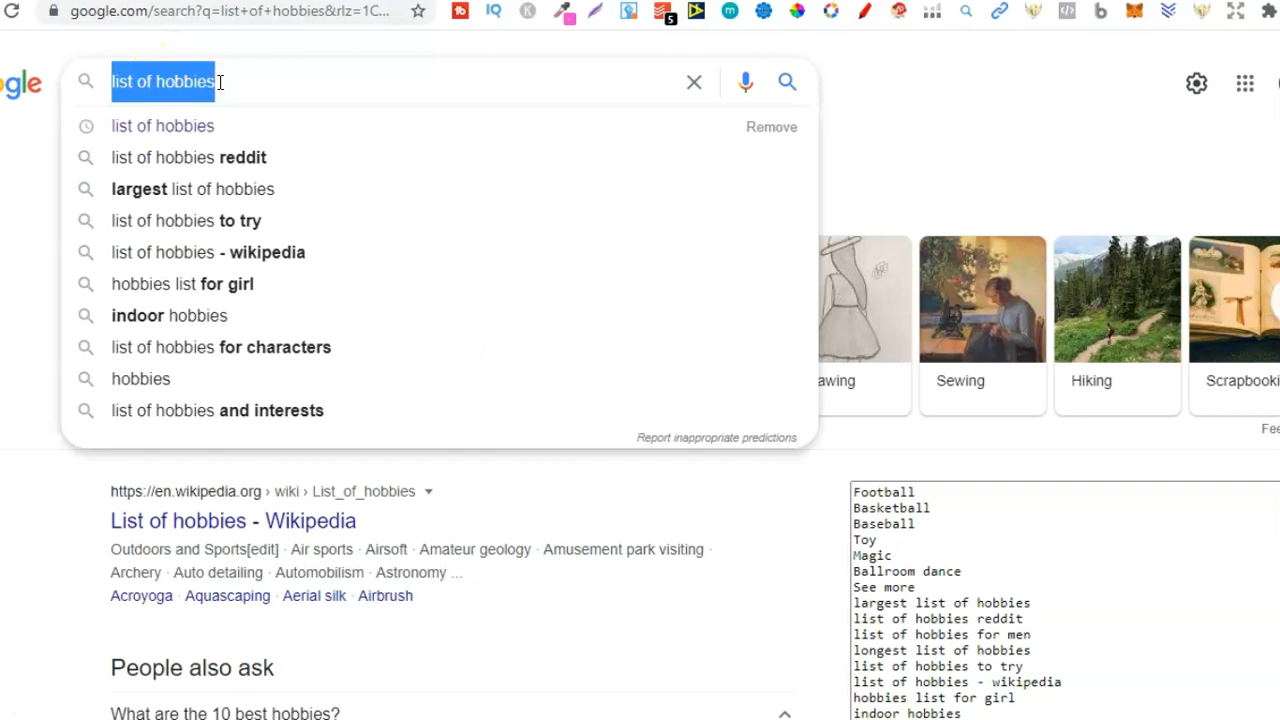 google.com/search?q=list+of+hobbies&rlz=1C...
5
IQ
K
m
b
gle
list of hobbies
list of hobbies
Remove
list of hobbies reddit
largest list of hobbies
list of hobbies to try
list of hobbies - wikipedia
hobbies list for girl
indoor hobbies
list of hobbies for characters
hobbies
list of hobbies and interests
Report inappropriate predictions
awing
Sewing
Hiking
Scrapbooki
Fee
https://en.wikipedia.org › wiki › List_of_hobbies
List of hobbies - Wikipedia
Outdoors and Sports[edit] · Air sports · Airsoft · Amateur geology · Amusement park visiting ·
Archery · Auto detailing · Automobilism · Astronomy ...
Acroyoga · Aquascaping · Aerial silk · Airbrush
People also ask
What are the 10 best hobbies?
Football
Basketball
Baseball
Toy
Magic
Ballroom dance
See more
largest list of hobbies
list of hobbies reddit
list of hobbies for men
longest list of hobbies
list of hobbies to try
list of hobbies - wikipedia
hobbies list for girl
indoor hobbies